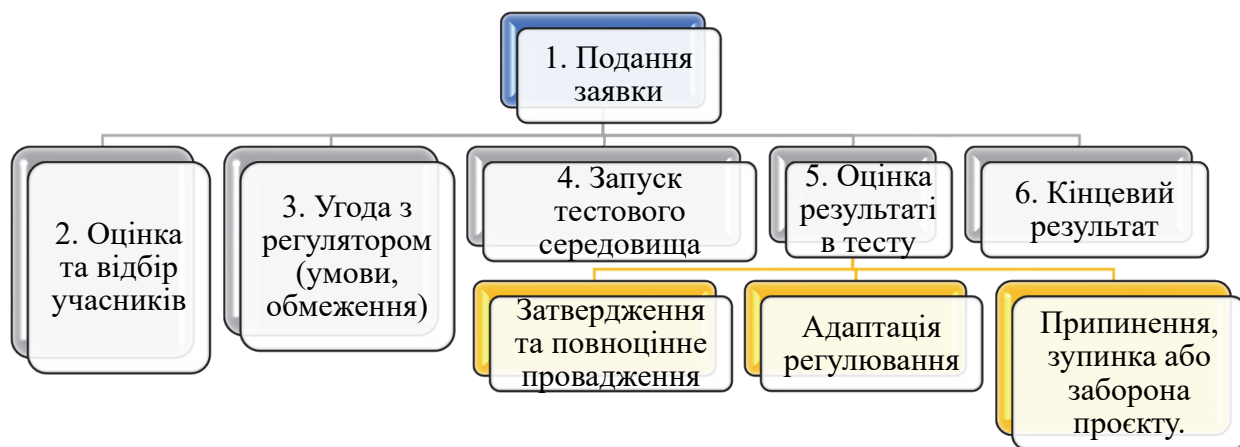 1. Подання
заявки
2. Оцінка
та відбір
учасників
3. Угода з
регулятором
(умови,
обмеження)
4. Запуск
тестового
середовища
5. Оцінка
результаті
в тесту
6. Кінцевий
результат
Затвердження
та повноцінне
провадження
Адаптація
регулювання
Припинення,
зупинка або
заборона
проєкту.